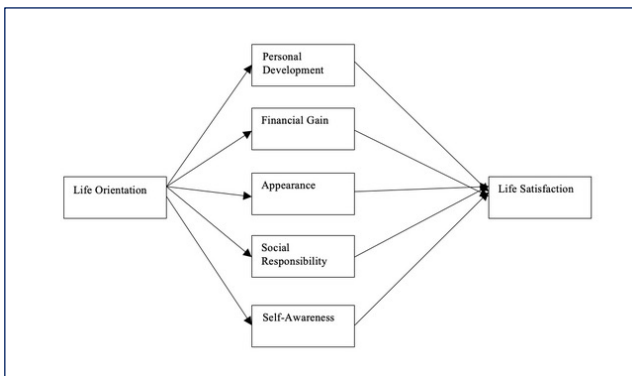 Personal
Development
Financial Gain
Life Orientation
Appearance
Life Satisfaction
Social
Responsibility
Self-Awareness